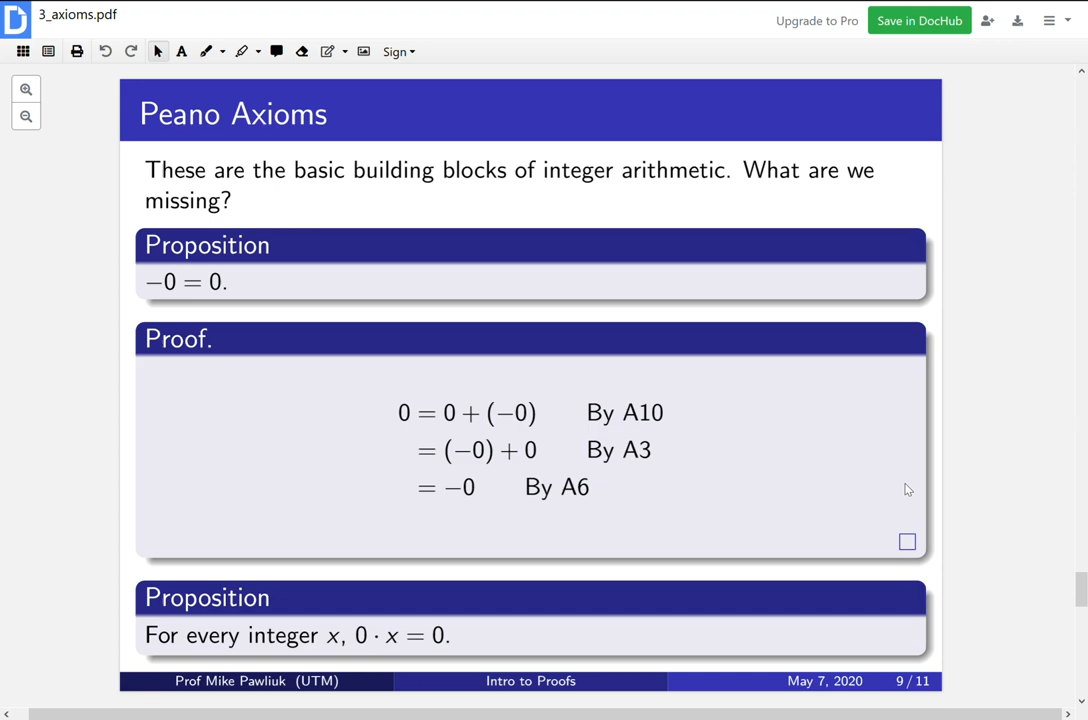 3_axioms.pdf
Upgrade to Pro
Save in DocHub
A
Sign
Peano Axioms
These are the basic building blocks of integer arithmetic. What are we
missing?
Proposition
−0 = 0.
Proof.
0 = 0 + (−0) By A10
= (−0) + 0 By A3
= −0 By A6
Proposition
For every integer x, 0 · x = 0.
Prof Mike Pawliuk (UTM) Intro to Proofs May 7, 2020 9 / 11